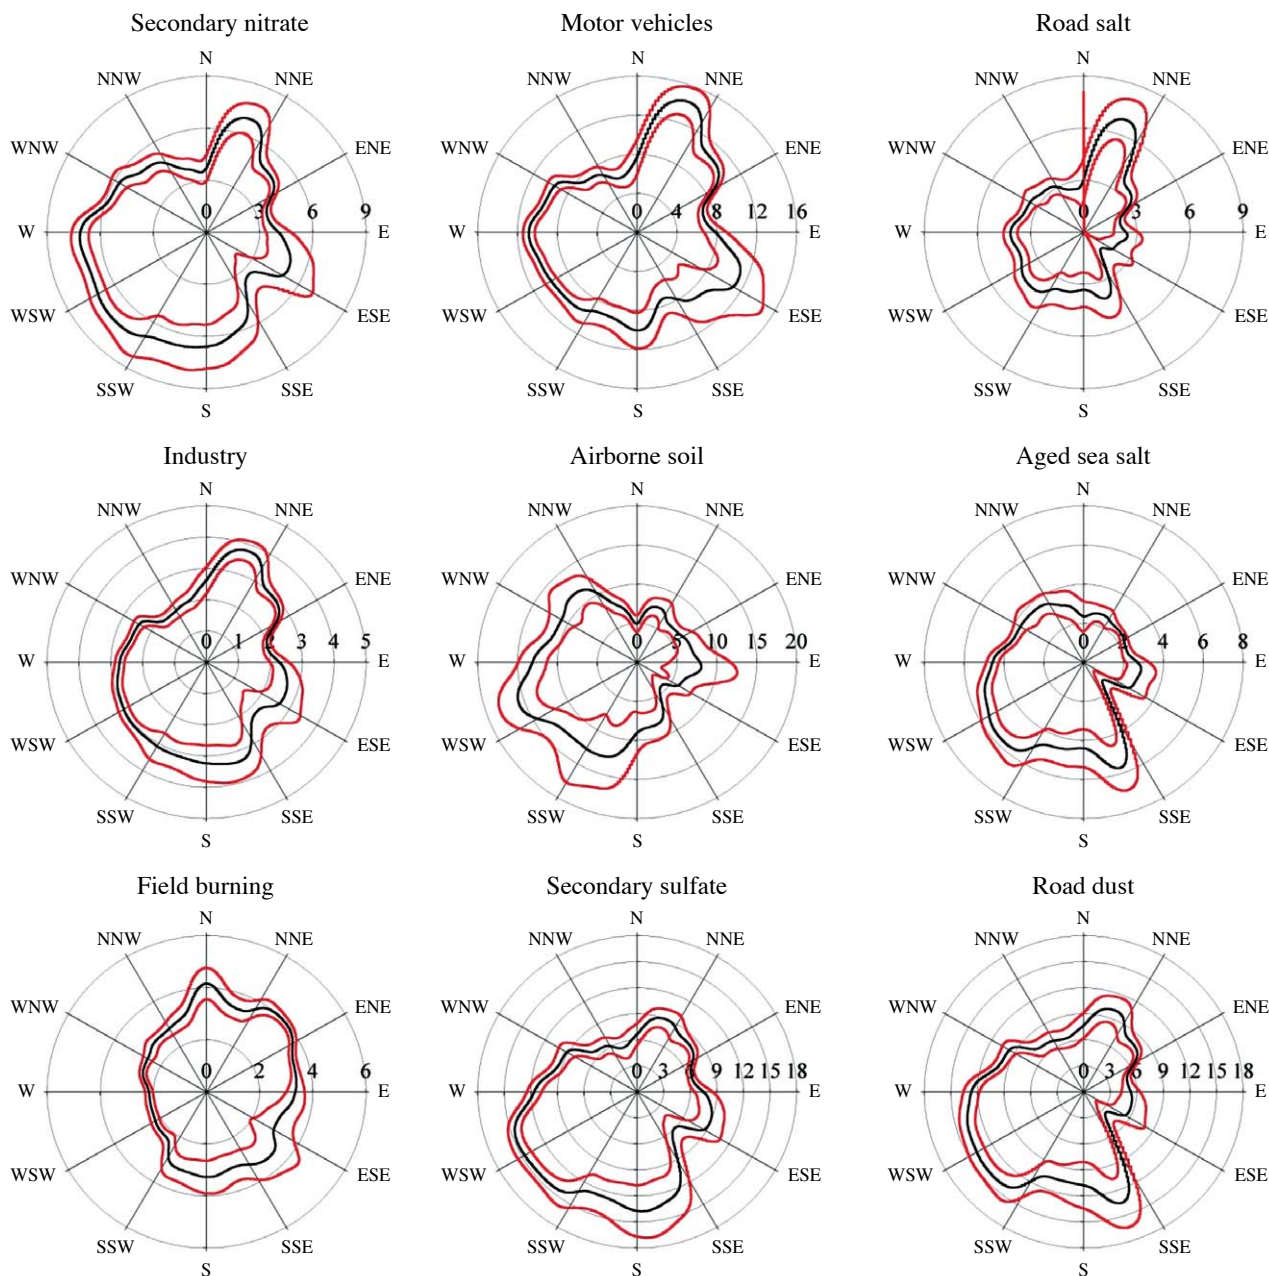 Secondary nitrate
Motor vehicles
Road salt
N
N
N
NNW
NNE
NNW
NNE
NNW
NNE
WNW
ENE
WNW
ENE
WNW
ENE
0 3 6 9
0 4 8 12 16
0 3 6 9
W
E
W
E
W
E
WSW
ESE
WSW
ESE
WSW
ESE
SSW
SSE
SSW
SSE
SSW
SSE
S
S
S
Industry
Airborne soil
Aged sea salt
N
N
N
NNW
NNE
NNW
NNE
NNW
NNE
WNW
ENE
WNW
ENE
WNW
ENE
0 1 2 3 4 5
0 5 10 15 20
0 2 4 6 8
W
E
W
E
W
E
WSW
ESE
WSW
ESE
WSW
ESE
SSW
SSE
SSW
SSE
SSW
SSE
S
S
S
Field burning
Secondary sulfate
Road dust
N
N
N
NNW
NNE
NNW
NNE
NNW
NNE
WNW
ENE
WNW
ENE
WNW
ENE
0 2 4 6
0 3 6 9 12 15 18
0 3 6 9 12 15 18
W
E
W
E
W
E
WSW
ESE
WSW
ESE
WSW
ESE
SSW
SSE
SSW
SSE
SSW
SSE
S
S
S